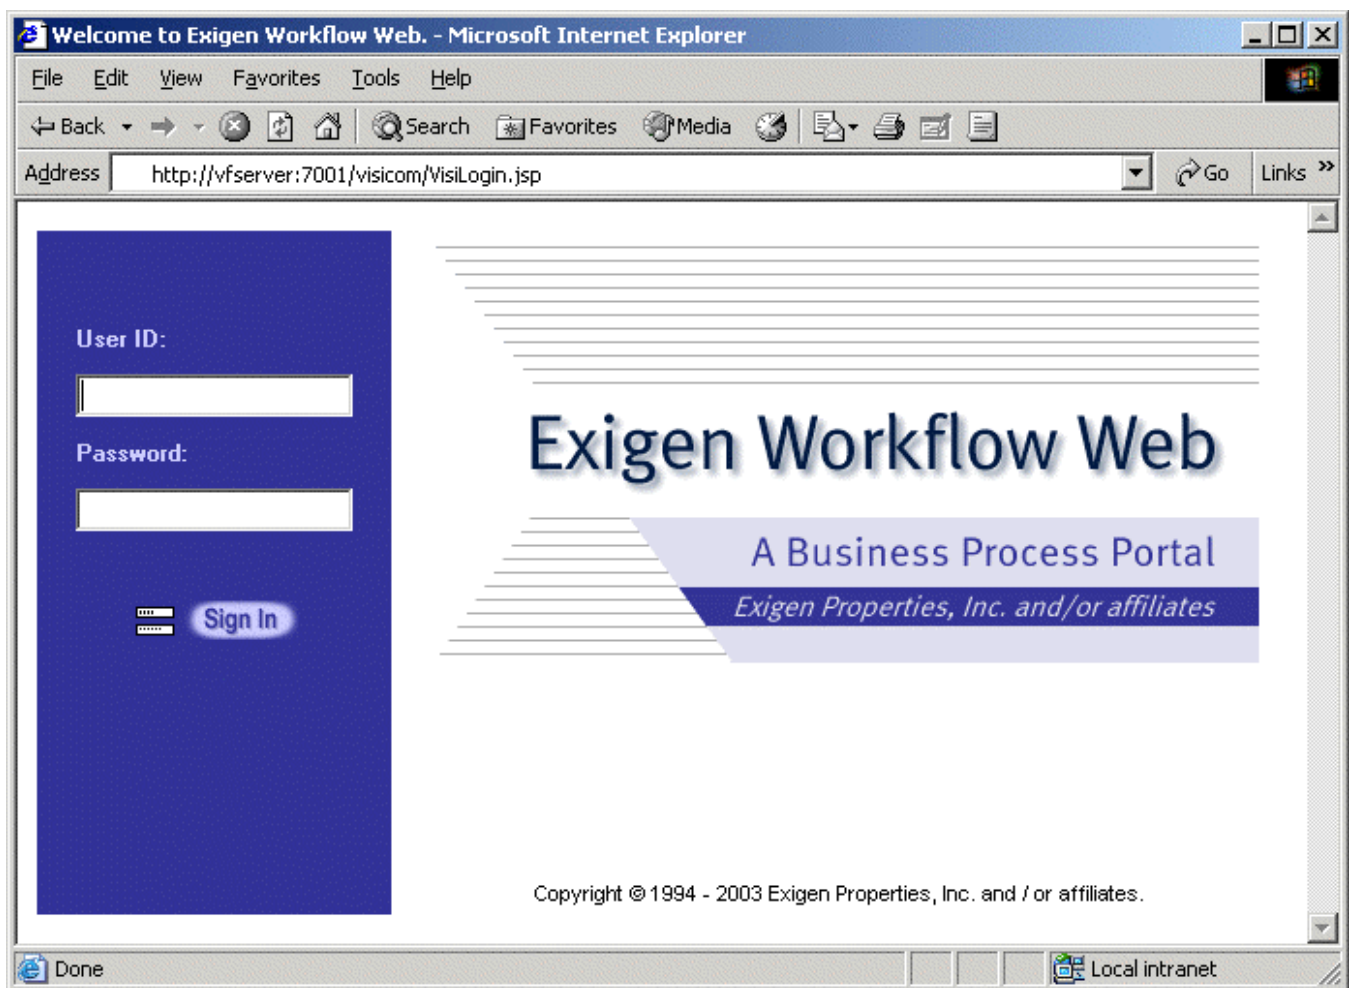 Welcome to Exigen Workflow Web. - Microsoft Internet Explorer
File Edit View Favorites Tools Help
Back Search Favorites Media
Address http://vfserver:7001/visicom/VisiLogin.jsp Go Links »
User ID:
Password:
Sign In
Exigen Workflow Web
A Business Process Portal
Exigen Properties, Inc. and/or affiliates
Copyright © 1994 - 2003 Exigen Properties, Inc. and / or affiliates.
Done Local intranet